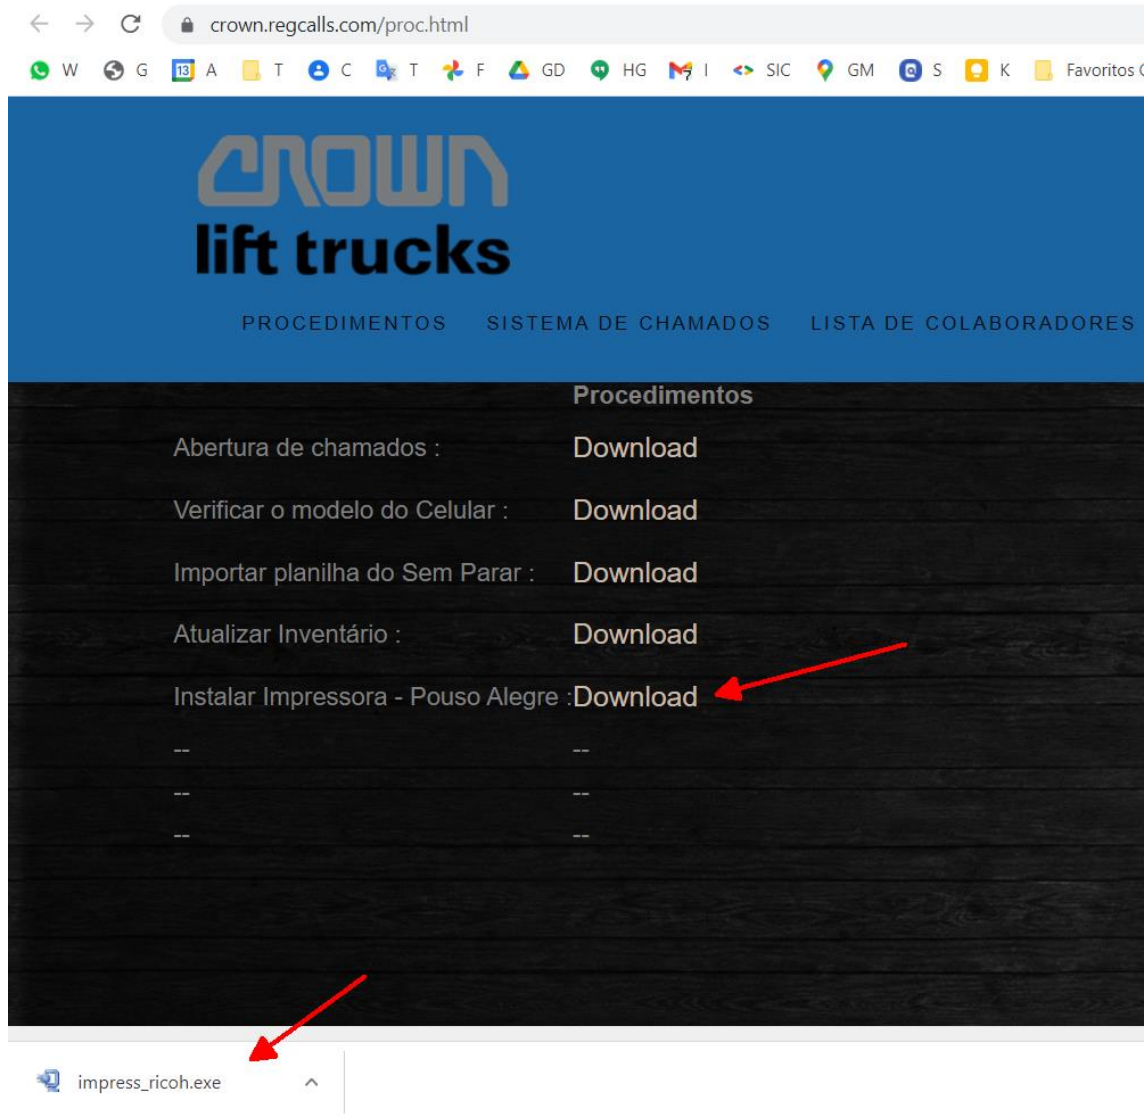 crown.regcalls.com/proc.html
W G 13 A T C T F GD HG I SIC GM S K Favoritos
CROWN
lift trucks
PROCEDIMENTOS SISTEMA DE CHAMADOS LISTA DE COLABORADORES
Procedimentos
Abertura de chamados : Download
Verificar o modelo do Celular : Download
Importar planilha do Sem Parar : Download
Atualizar Inventário : Download
Instalar Impressora - Pouso Alegre : Download
-- --
-- --
-- --
impress_ricoh.exe